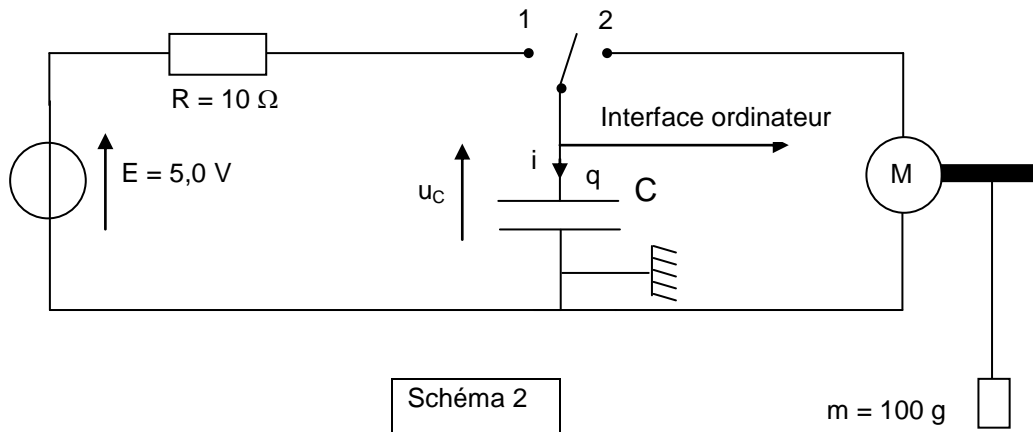 1 2
R = 10 Ω
Interface ordinateur
E = 5,0 V
i
q
C
u_C
M
Schéma 2
m = 100 g